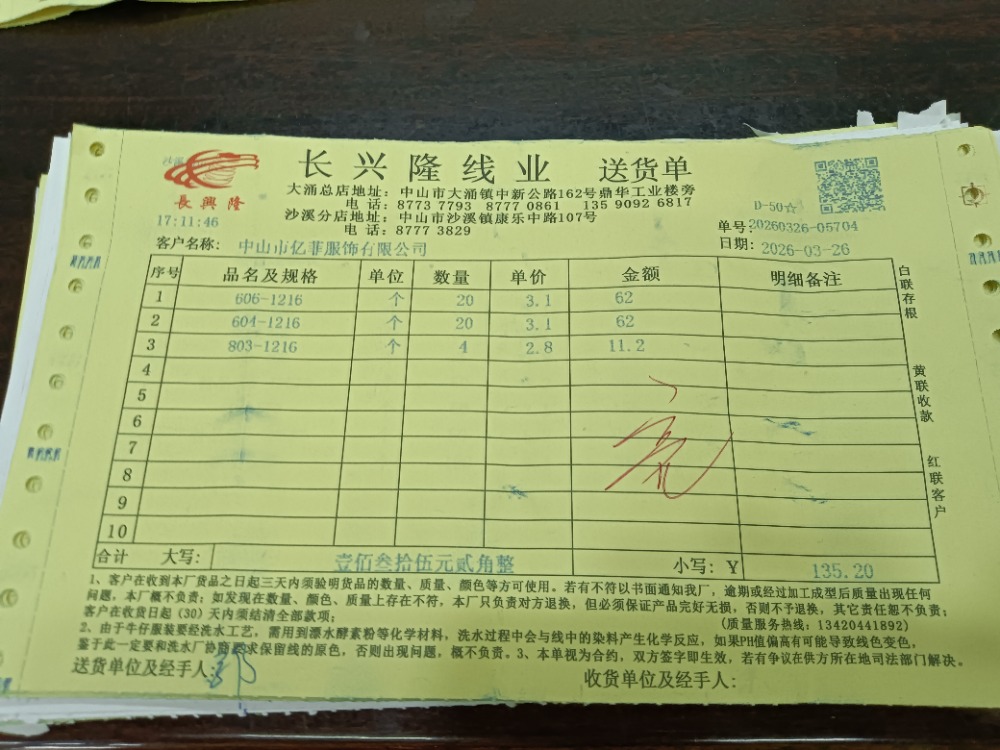 长兴隆线业 送货单
長興隆
大涌总店地址：中山市大涌镇中新公路162号鼎华工业楼旁
电话：8773 7793 8777 0861 135 9092 6817
沙溪分店地址：中山市沙溪镇康乐中路107号
电话：8777 3829
17:11:46
D-50☆
单号：20260326-05704
客户名称：中山市亿菲服饰有限公司
日期：2026-03-26
序号 品名及规格 单位 数量 单价 金额 明细备注
1 606-1216 个 20 3.1 62
2 604-1216 个 20 3.1 62
3 803-1216 个 4 2.8 11.2
4
5
6
7
8
9
10
合计 大写：壹佰叁拾伍元贰角整 小写：Y 135.20
白联存根
黄联收款
红联客户
1、客户在收到本厂货品之日起三天内须验明货品的数量、质量、颜色等方可使用。若有不符以书面通知我厂，逾期或经过加工成型后质量出现任何
问题，本厂概不负责；如发现在数量、颜色、质量上存在不符，本厂只负责对方退换，但必须保证产品完好无损，否则不予退换，其它责任恕不负责；
客户在收货日起（30）天内须结清全部款项； （质量服务热线：13420441892）
2、由于牛仔服装要经洗水工艺，需用到漂水酵素粉等化学材料，洗水过程中会与线中的染料产生化学反应，如果PH值偏高有可能导致线色变色，
鉴于此一定要和洗水厂协商要求保留线的原色，否则出现问题，概不负责。3、本单视为合约，双方签字即生效，若有争议在供方所在地司法部门解决。
送货单位及经手人： 收货单位及经手人：